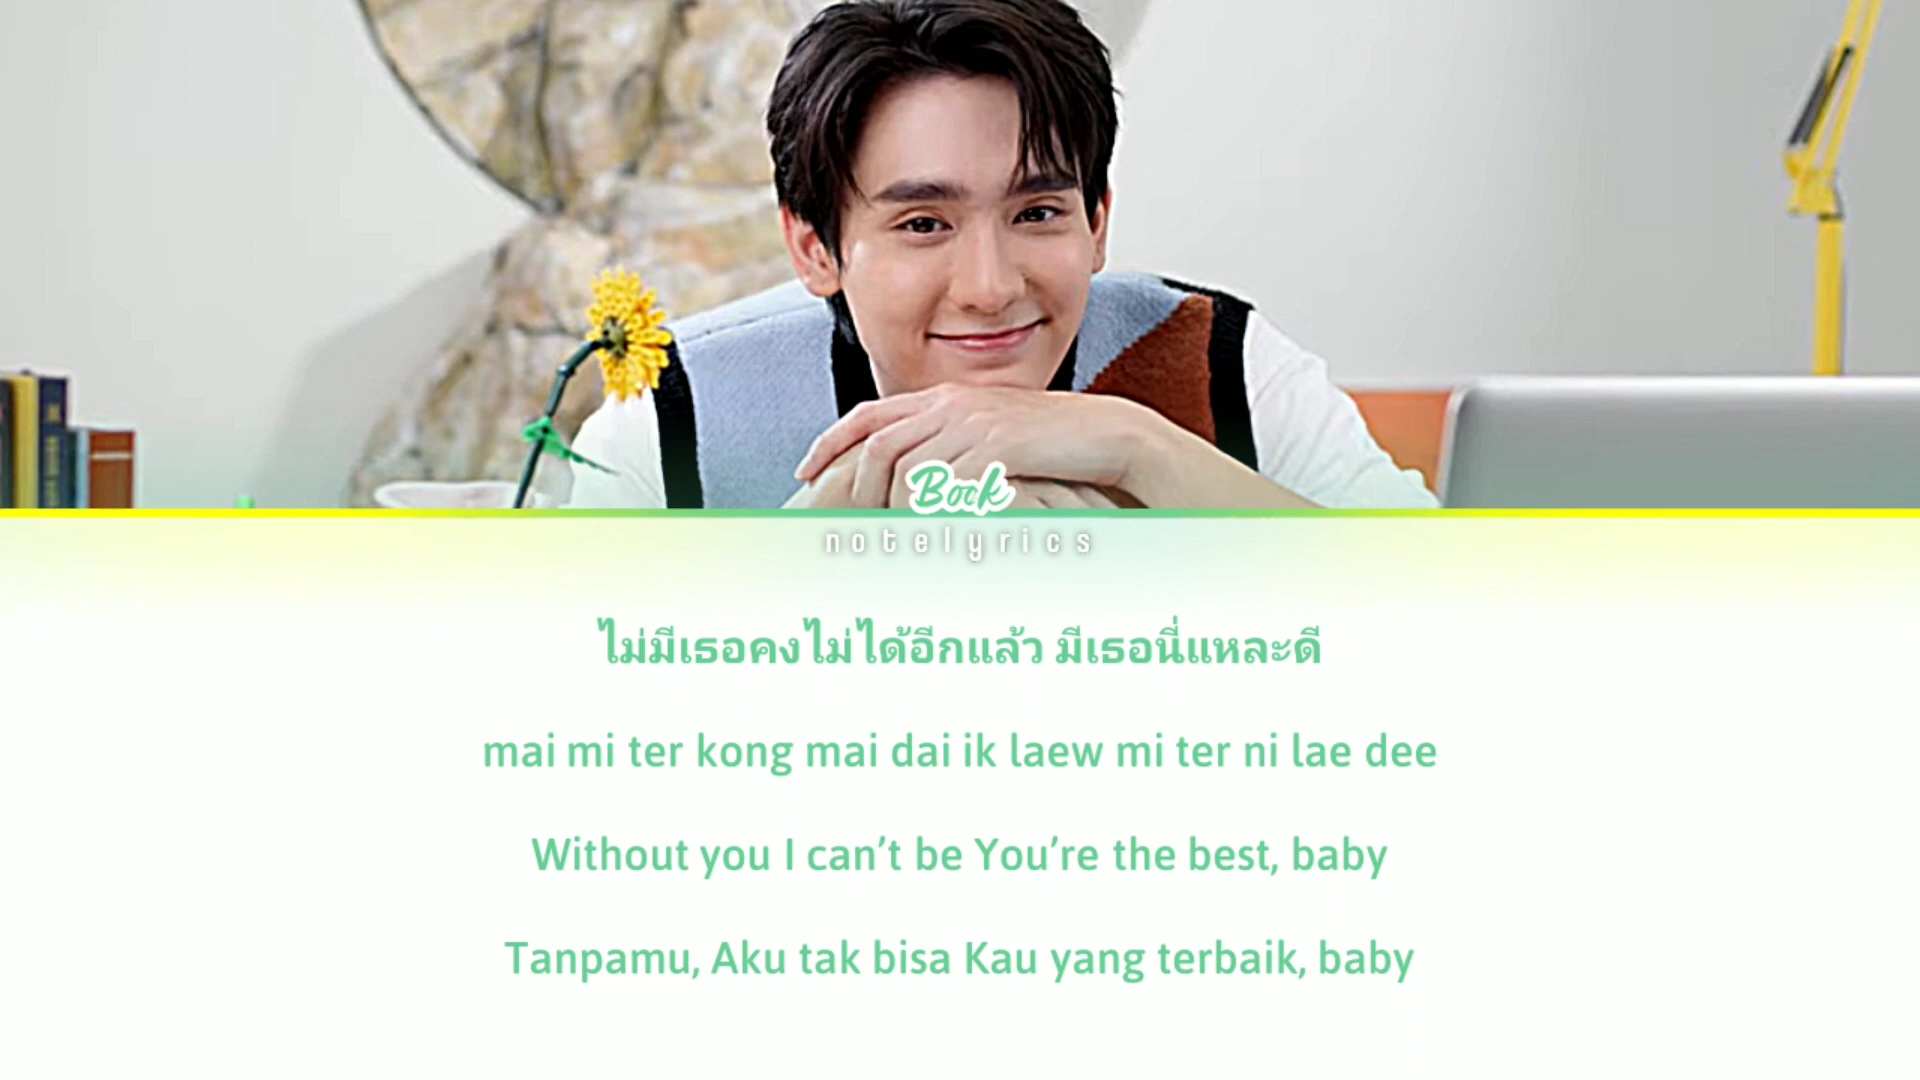 Book
notelyrics
ไม่มีเธอคงไม่ได้อีกแล้ว มีเธอนี่แหละดี
mai mi ter kong mai dai ik laew mi ter ni lae dee
Without you I can’t be You’re the best, baby
Tanpamu, Aku tak bisa Kau yang terbaik, baby